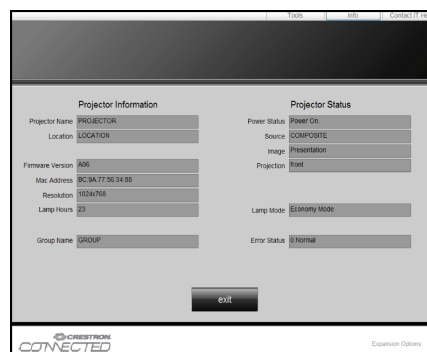 Tools Info Contact IT He
Projector Information
Projector Name PROJECTOR
Location LOCATION
Firmware Version A06
Mac Address BC:9A:77:56:34:88
Resolution 1024x768
Lamp Hours 23
Group Name GROUP
Projector Status
Power Status Power On.
Source COMPOSITE
Image Presentation
Projection front
Lamp Mode Economy Mode
Error Status 0:Normal
exit
CRESTRON
CONNECTED
Expansion Options